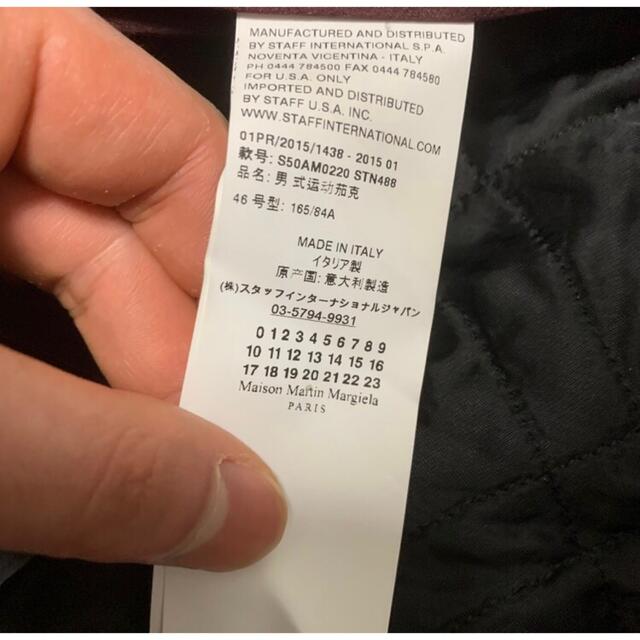 MANUFACTURED AND DISTRIBUTED
BY STAFF INTERNATIONAL S.P.A.
NOVENTA VICENTINA - ITALY
PH 0444 784500 FAX 0444 784580
FOR U.S.A. ONLY
IMPORTED AND DISTRIBUTED
BY STAFF U.S.A. INC.
WWW.STAFFINTERNATIONAL.COM
01PR/2015/1438 - 2015 01
款号: S50AM0220 STN488
品名: 男 式运动茄克
46 号型: 165/84A
MADE IN ITALY
イタリア製
原产国: 意大利製造
(株)スタッフインターナショナルジャパン
03-5794-9931
0 1 2 3 4 5 6 7 8 9
10 11 12 13 14 15 16
17 18 19 20 21 22 23
Maison Martin Margiela
PARIS